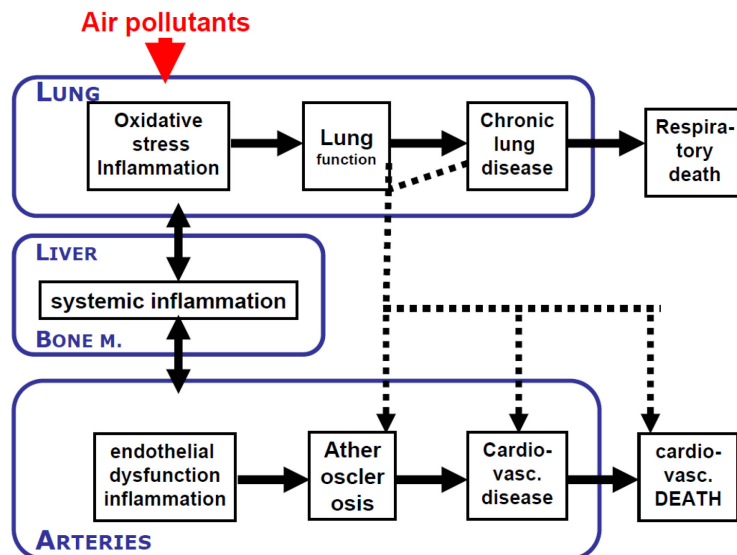 Air pollutants
LUNG
Oxidative
stress
Inflammation
Lung
function
Chronic
lung
disease
Respira-
tory
death
LIVER
systemic inflammation
BONE M.
endothelial
dysfunction
inflammation
Ather
oscler
osis
Cardio-
vasc.
disease
cardio-
vasc.
DEATH
ARTERIES